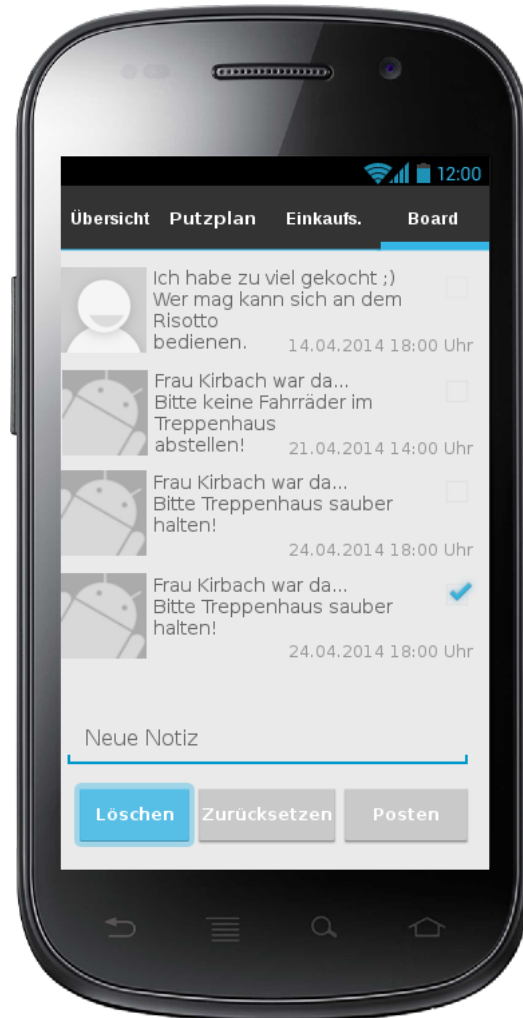 12:00
Übersicht Putzplan Einkaufs. Board
Ich habe zu viel gekocht ;)
Wer mag kann sich an dem
Risotto
bedienen. 14.04.2014 18:00 Uhr
Frau Kirbach war da...
Bitte keine Fahrräder im
Treppenhaus
abstellen! 21.04.2014 14:00 Uhr
Frau Kirbach war da...
Bitte Treppenhaus sauber
halten!
24.04.2014 18:00 Uhr
Frau Kirbach war da...
Bitte Treppenhaus sauber
halten!
24.04.2014 18:00 Uhr
Neue Notiz
Löschen Zurücksetzen Posten